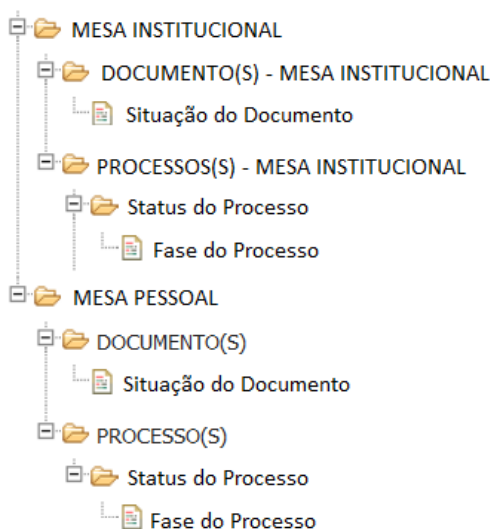 MESA INSTITUCIONAL
DOCUMENTO(S) - MESA INSTITUCIONAL
Situação do Documento
PROCESSOS(S) - MESA INSTITUCIONAL
Status do Processo
Fase do Processo
MESA PESSOAL
DOCUMENTO(S)
Situação do Documento
PROCESSO(S)
Status do Processo
Fase do Processo